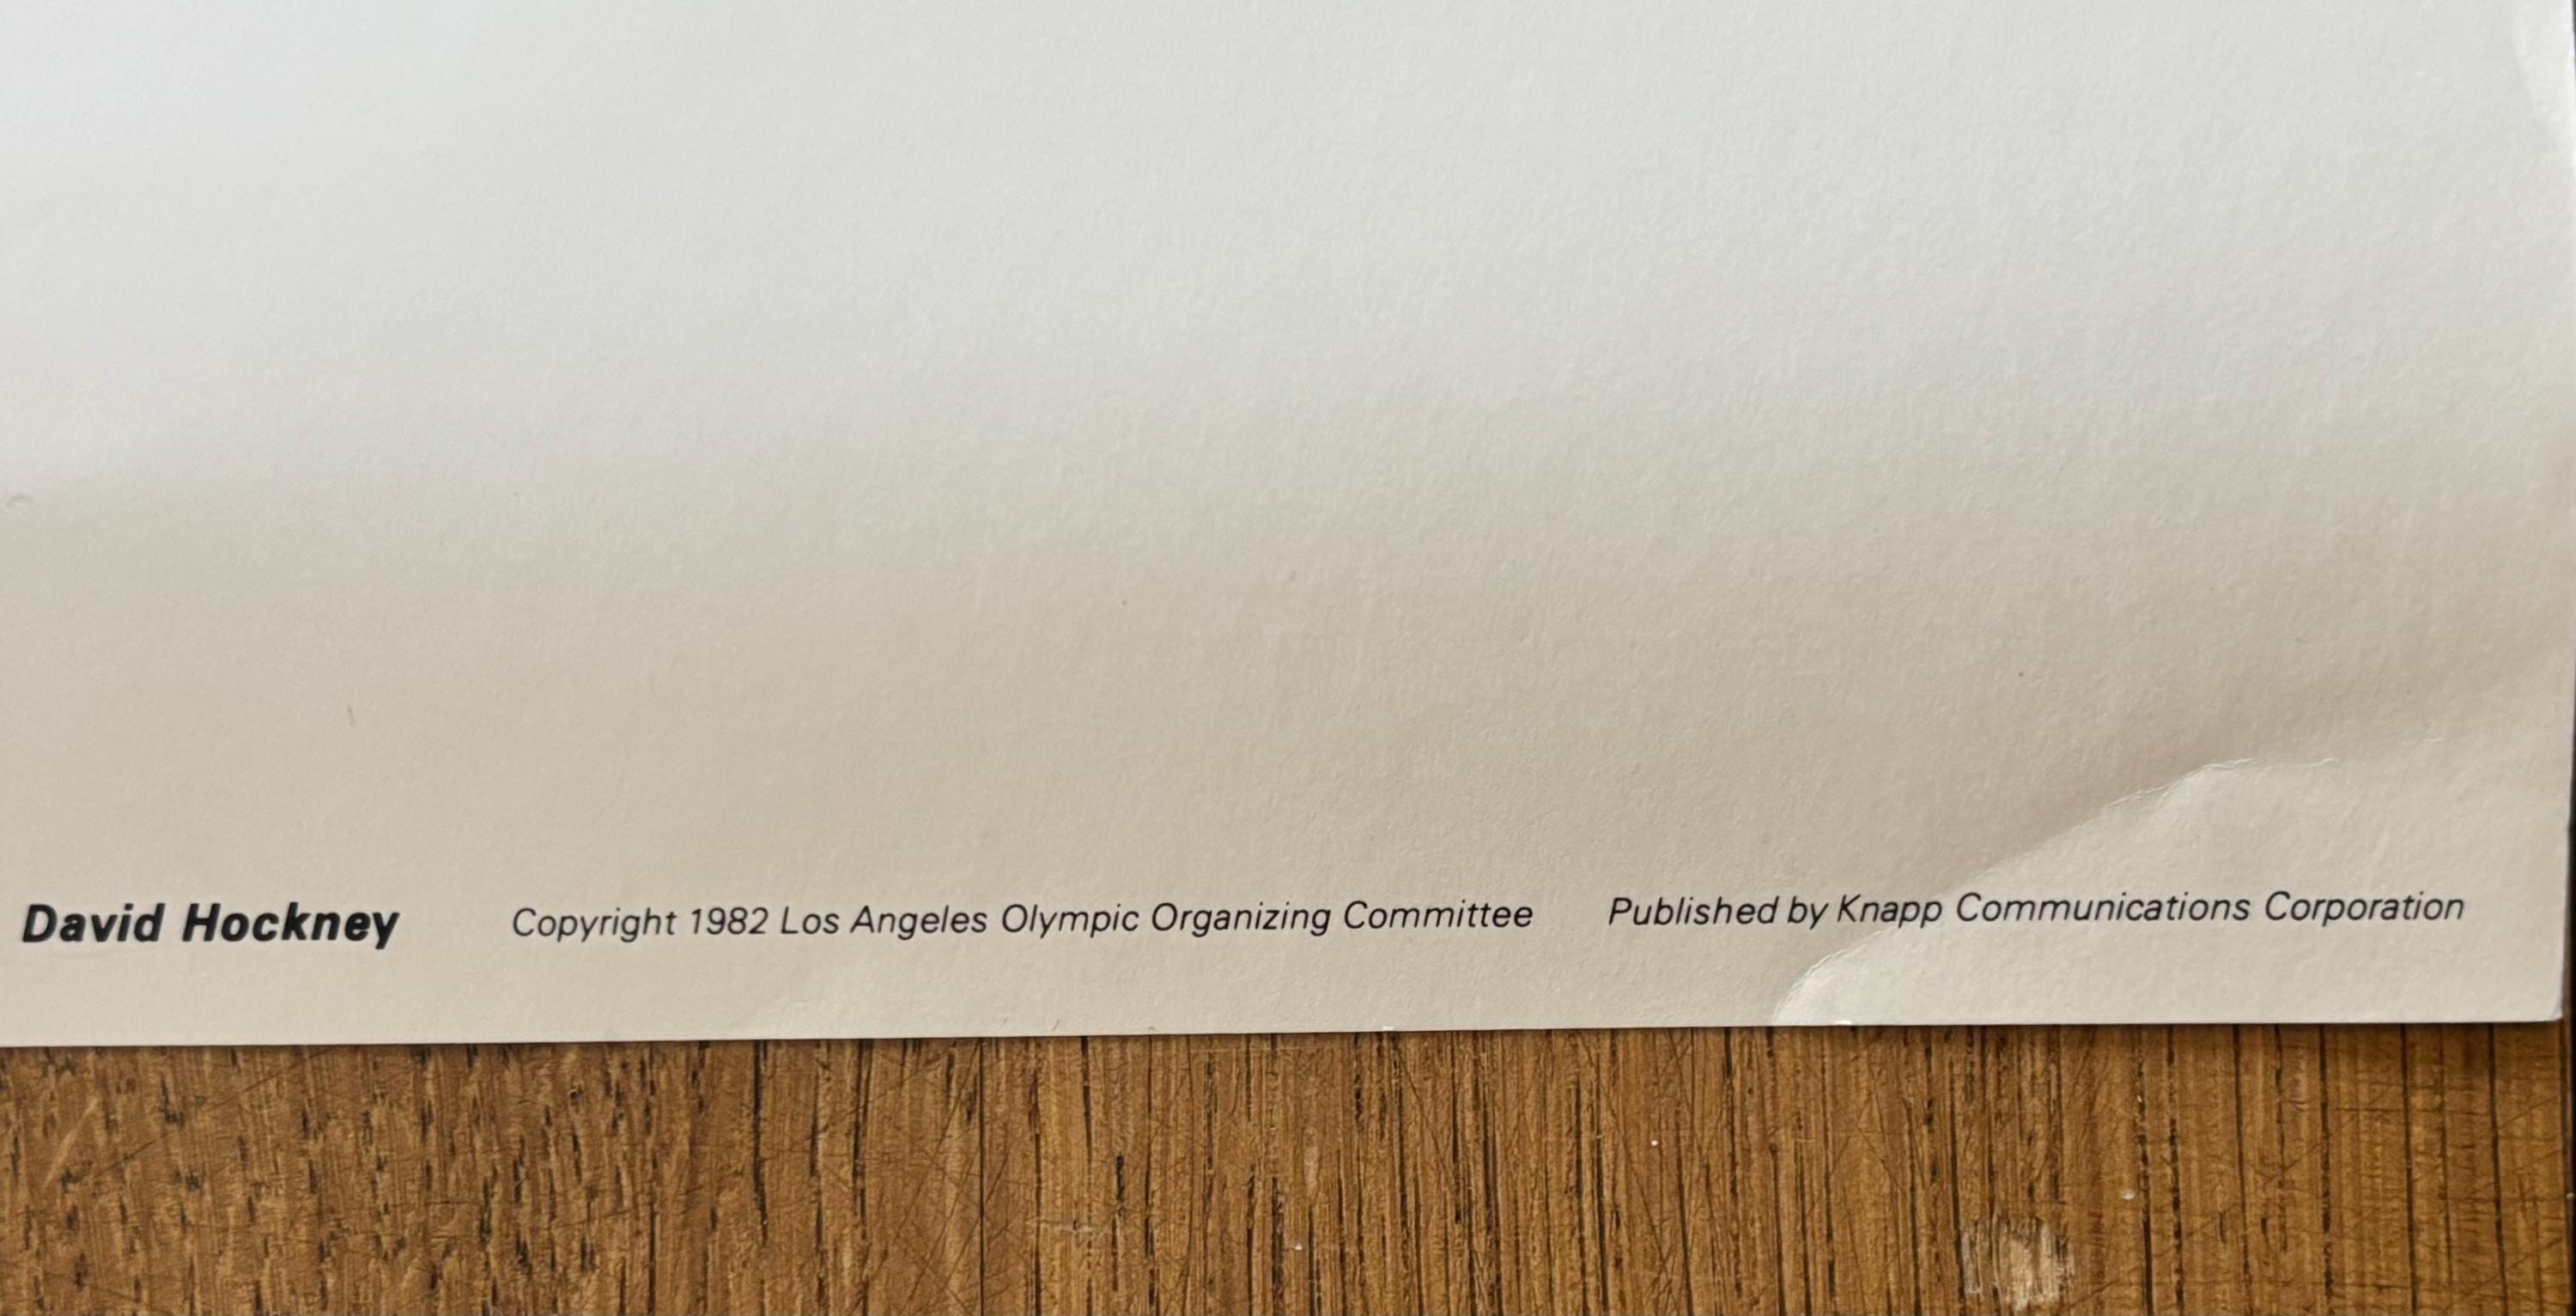 David Hockney Copyright 1982 Los Angeles Olympic Organizing Committee Published by Knapp Communications Corporation